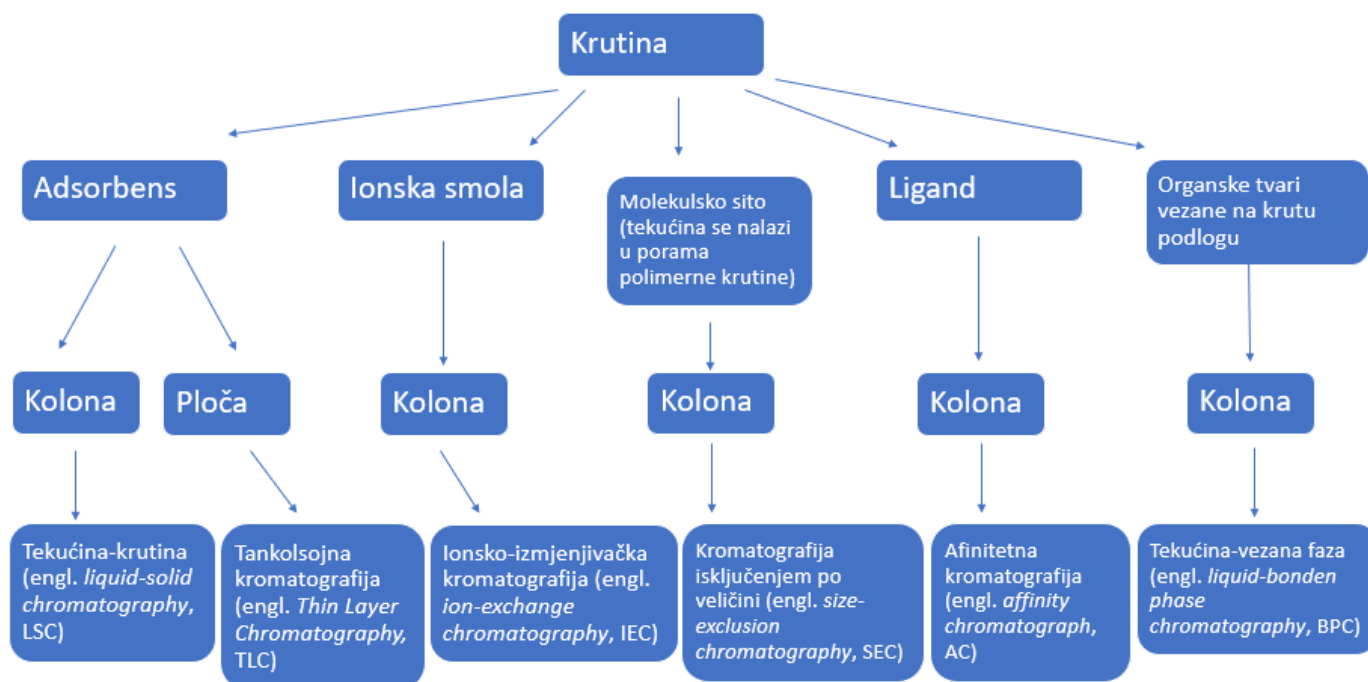 Krutina
Adsorbens
Ionska smola
Molekulsko sito
(tekućina se nalazi
u porama
polimerne krutine)
Ligand
Organske tvari
vezane na krutu
podlogu
Kolona
Ploča
Kolona
Kolona
Kolona
Kolona
Tekućina-krutina
(engl. liquid-solid
chromatography,
LSC)
Tankolsojna
kromatografija
(engl. Thin Layer
Chromatography,
TLC)
Ionsko-izmjenjivačka
kromatografija (engl.
ion-exchange
chromatography, IEC)
Kromatografija
isključenjem po
veličini (engl. size-
exclusion
chromatography, SEC)
Afinitetna
kromatografija
(engl. affinity
chromatograph,
AC)
Tekućina-vezana faza
(engl. liquid-bonden
phase
chromatography, BPC)